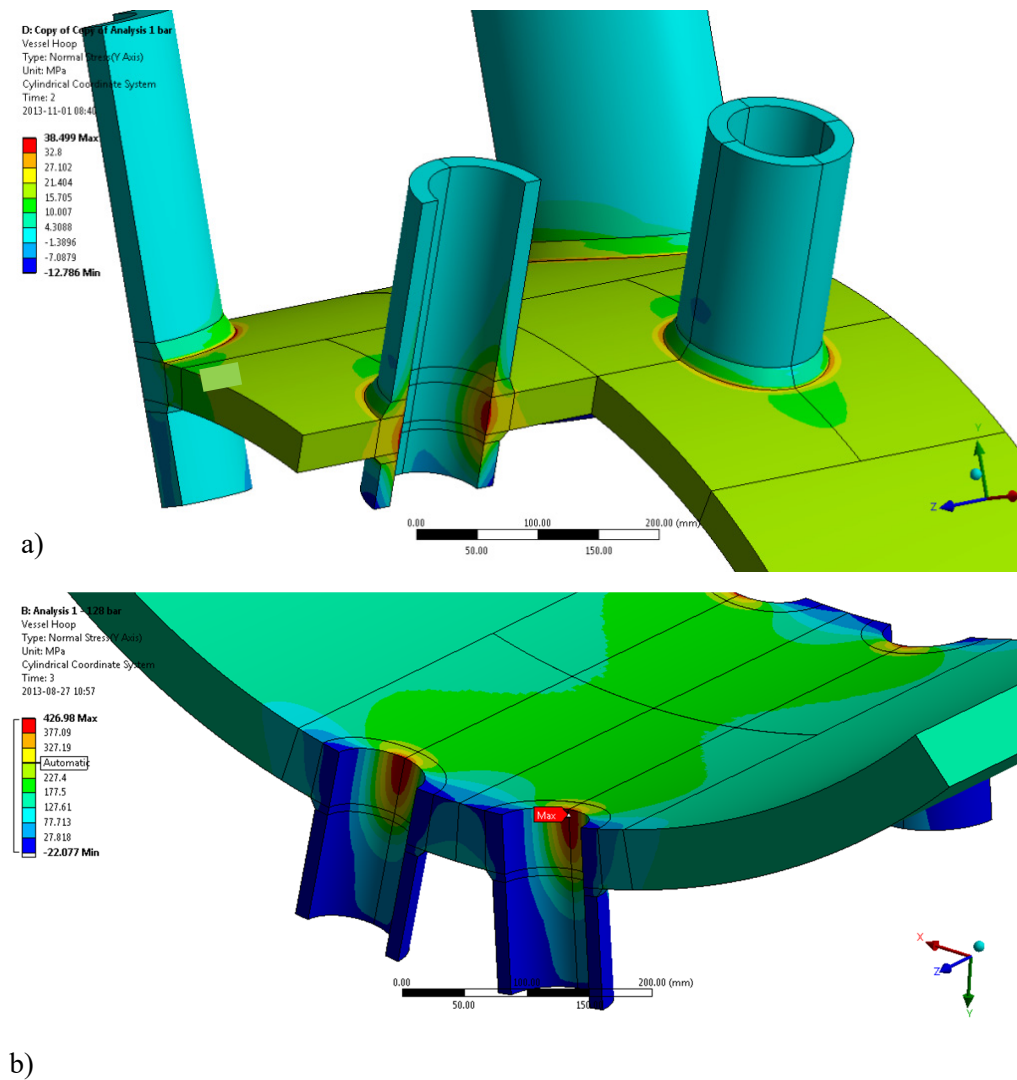 D: Copy of Copy of Analysis 1 bar
Vessel Hoop
Type: Normal Stress(Y Axis)
Unit: MPa
Cylindrical Coordinate System
Time: 2
2013-11-01 08:40
38.499 Max
32.8
27.102
21.404
15.705
10.007
4.3088
-1.3896
-7.0879
-12.786 Min
Y
Z
0.00 100.00 200.00 (mm)
50.00 150.00
a)
B: Analysis 1 - 128 bar
Vessel Hoop
Type: Normal Stress(Y Axis)
Unit: MPa
Cylindrical Coordinate System
Time: 3
2013-08-27 10:57
426.98 Max
377.09
327.19
Automatic
227.4
177.5
127.61
77.713
27.818
-22.077 Min
Max
X
Z
Y
0.00 100.00 200.00 (mm)
50.00 150.00
b)